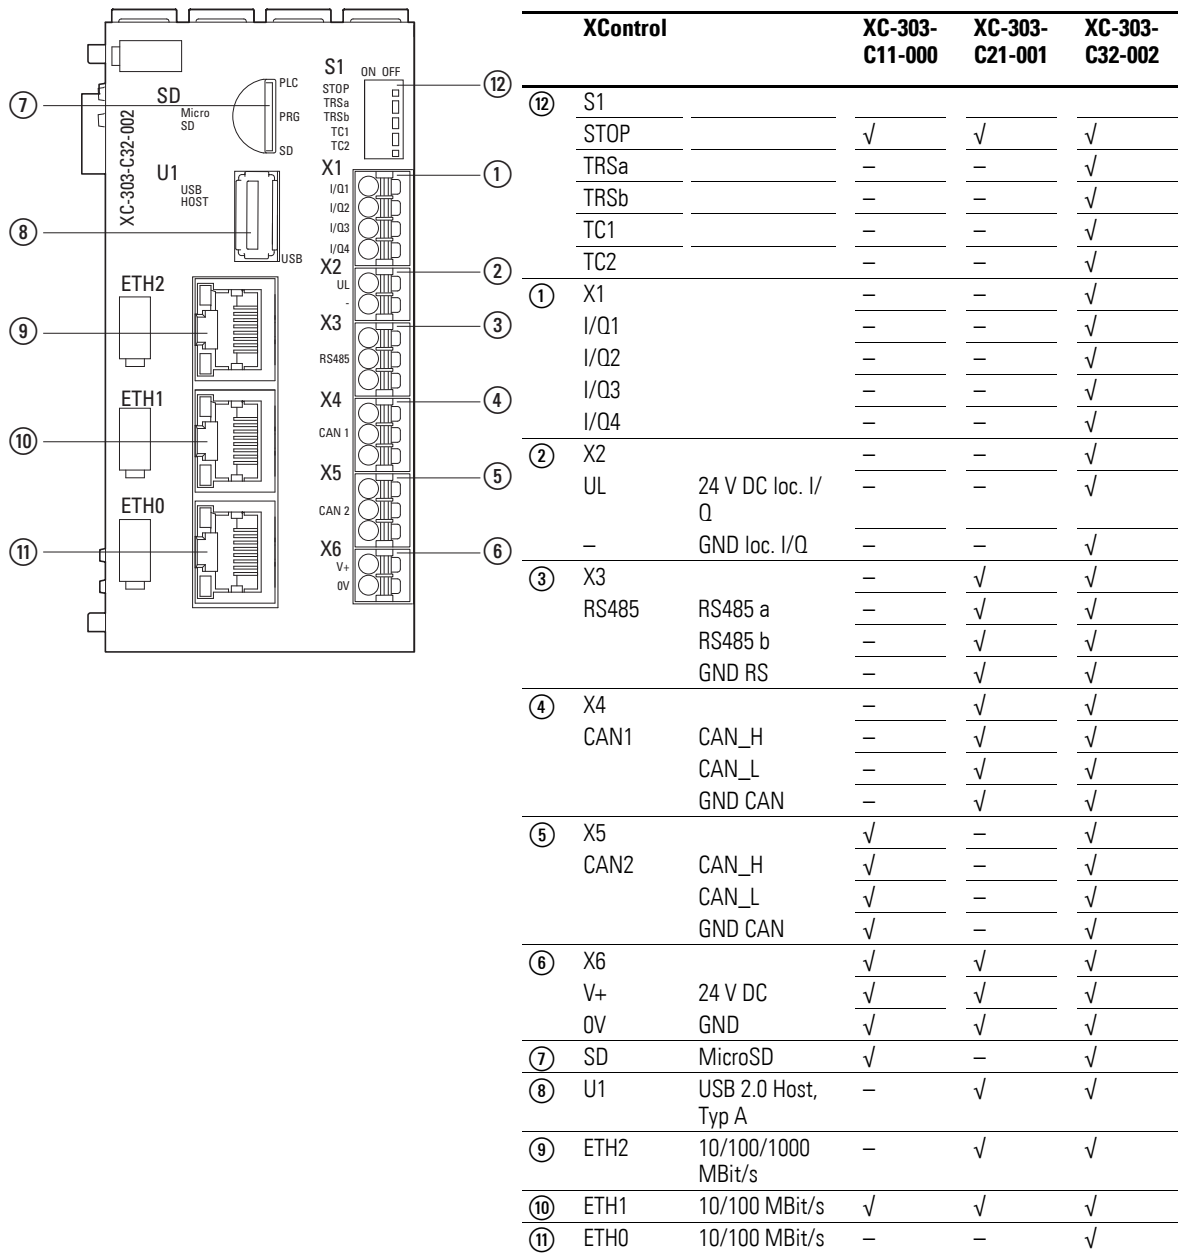 S1
ON OFF
STOP
TRSa
TRSb
TC1
TC2
12
7
SD
Micro
SD
PLC
PRG
SD
XC-303-C32-002
U1
USB
HOST
8
USB
X1
I/Q1
I/Q2
I/Q3
I/Q4
1
X2
UL
-
2
ETH2
9
X3
RS485
3
ETH1
10
X4
CAN 1
4
X5
CAN 2
5
ETH0
11
X6
V+
0V
6
XControl XC-303-C11-000 XC-303-C21-001 XC-303-C32-002
12 S1
STOP √ √ √
TRSa – – √
TRSb – – √
TC1 – – √
TC2 – – √
1 X1 – – √
I/Q1 – – √
I/Q2 – – √
I/Q3 – – √
I/Q4 – – √
2 X2 – – √
UL 24 V DC loc. I/ – – √
Q
– GND loc. I/Q – – √
3 X3 – √ √
RS485 RS485 a – √ √
RS485 b – √ √
GND RS – √ √
4 X4 – √ √
CAN1 CAN_H – √ √
CAN_L – √ √
GND CAN – √ √
5 X5 √ – √
CAN2 CAN_H √ – √
CAN_L √ – √
GND CAN √ – √
6 X6 √ √ √
V+ 24 V DC √ √ √
0V GND √ √ √
7 SD MicroSD √ – √
8 U1 USB 2.0 Host, – √ √
Typ A
9 ETH2 10/100/1000 – √ √
MBit/s
10 ETH1 10/100 MBit/s √ √ √
11 ETH0 10/100 MBit/s – – √